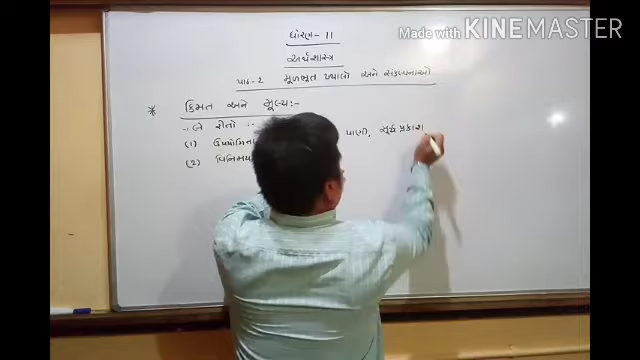 Made with KINEMASTER
ધોરણ - 11
અર્થશાસ્ત્ર
પાઠ-2 મૂળભૂત ખ્યાલો અને સંકલ્પનાઓ
* કિંમત અને મૂલ્ય :-
- બે રીતો :-
(1) ઉપયોગિતા પાણી, સૂર્ય પ્રકાશ
(2) વિનિમય